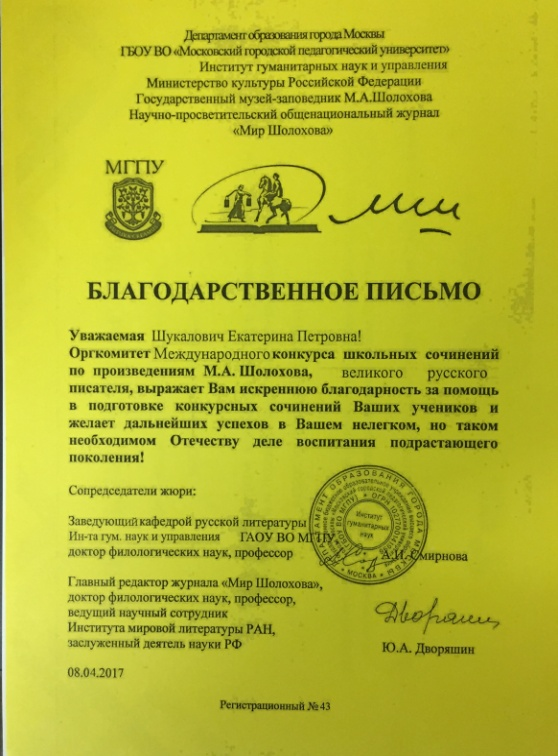 Департамент образования города Москвы
ГБОУ ВО «Московский городской педагогический университет»
Институт гуманитарных наук и управления
Министерство культуры Российской Федерации
Государственный музей-заповедник М.А.Шолохова
Научно-просветительский общенациональный журнал
«Мир Шолохова»
МГПУ
БЛАГОДАРСТВЕННОЕ ПИСЬМО
Уважаемая Шукалович Екатерина Петровна!
Оргкомитет Международного конкурса школьных сочинений
по произведениям М.А. Шолохова, великого русского
писателя, выражает Вам искреннюю благодарность за помощь
в подготовке конкурсных сочинений Ваших учеников и
желает дальнейших успехов в Вашем нелегком, но таком
необходимом Отечеству деле воспитания подрастающего
поколения!
Сопредседатели жюри:
Заведующий кафедрой русской литературы
Ин-та гум. наук и управления ГАОУ ВО МГПУ,
доктор филологических наук, профессор А.И. Смирнова
Институт
гуманитарных
наук
Главный редактор журнала «Мир Шолохова»,
доктор филологических наук, профессор,
ведущий научный сотрудник
Института мировой литературы РАН,
заслуженный деятель науки РФ Ю.А. Дворяшин
08.04.2017
Регистрационный № 43